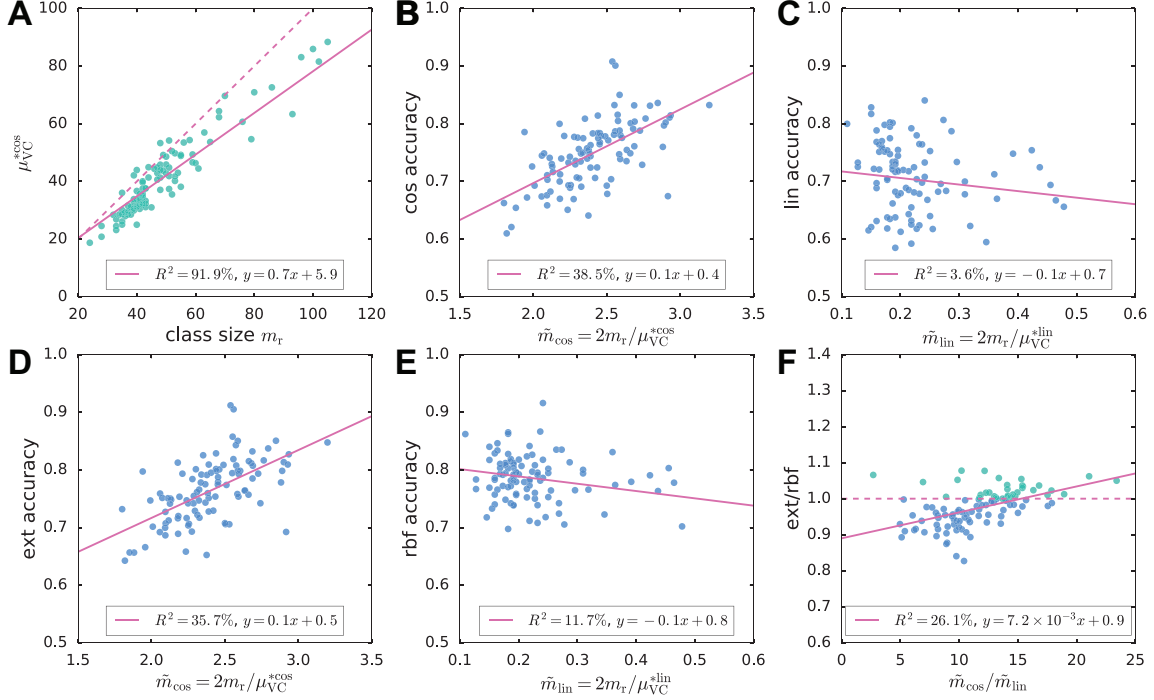 A
100
80
60
40
20
0
μ*cos VC
20 40 60 80 100 120
class size m_r
R² = 91.9%, y = 0.7x + 5.9
B
1.0
0.9
0.8
0.7
0.6
0.5
cos accuracy
1.5 2.0 2.5 3.0 3.5
m̃_cos = 2m_r/μ*cos VC
R² = 38.5%, y = 0.1x + 0.4
C
1.0
0.9
0.8
0.7
0.6
0.5
lin accuracy
0.1 0.2 0.3 0.4 0.5 0.6
m̃_lin = 2m_r/μ*lin VC
R² = 3.6%, y = −0.1x + 0.7
D
1.0
0.9
0.8
0.7
0.6
0.5
ext accuracy
1.5 2.0 2.5 3.0 3.5
m̃_cos = 2m_r/μ*cos VC
R² = 35.7%, y = 0.1x + 0.5
E
1.0
0.9
0.8
0.7
0.6
0.5
rbf accuracy
0.1 0.2 0.3 0.4 0.5 0.6
m̃_lin = 2m_r/μ*lin VC
R² = 11.7%, y = −0.1x + 0.8
F
1.4
1.3
1.2
1.1
1.0
0.9
0.8
0.7
0.6
ext/rbf
0 5 10 15 20 25
m̃_cos/m̃_lin
R² = 26.1%, y = 7.2 × 10⁻³x + 0.9